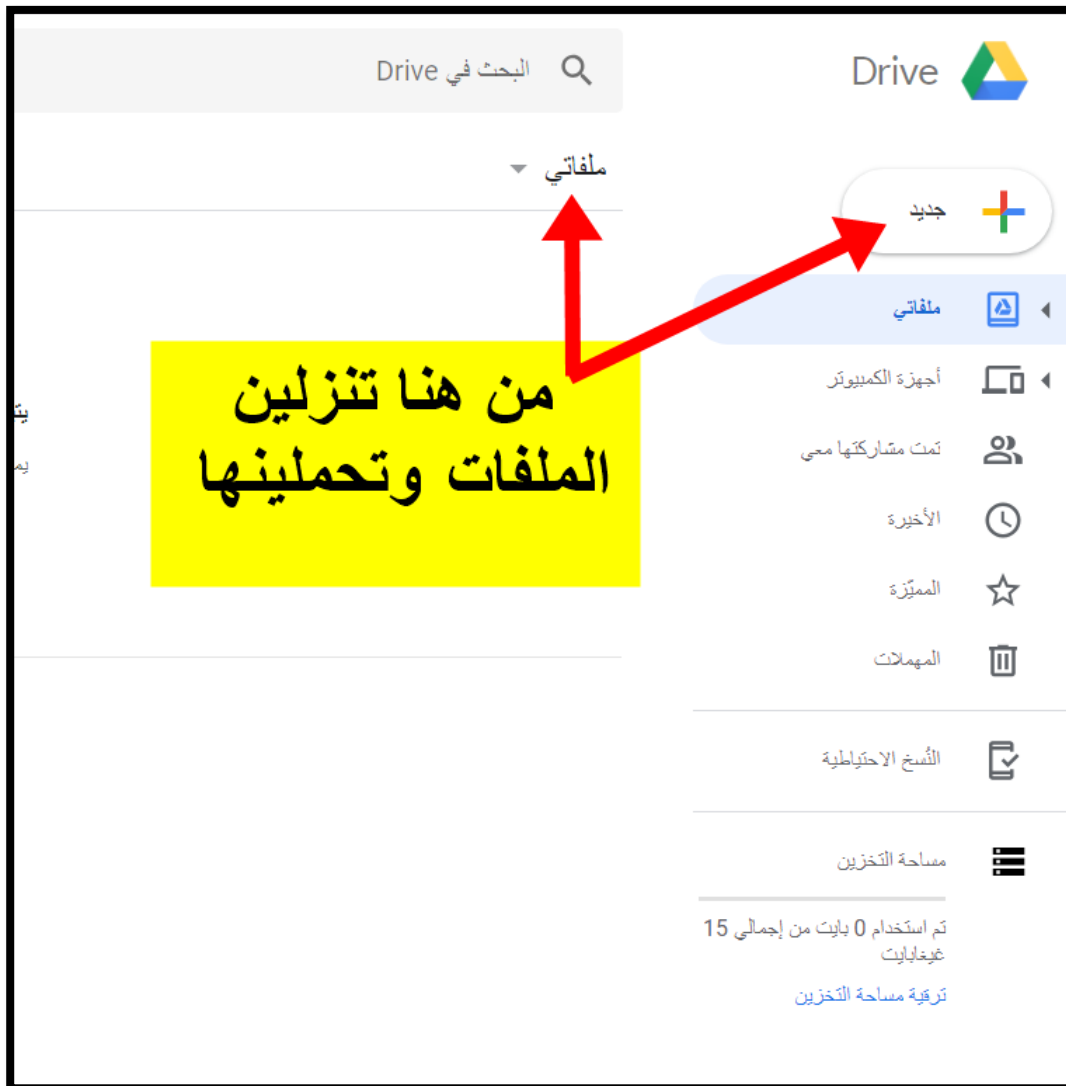 Drive
البحث في Drive
ملفاتي
جديد
ملفاتي
أجهزة الكمبيوتر
تمت مشاركتها معي
الأخيرة
المميّزة
المهملات
النُسخ الاحتياطية
مساحة التخزين
تم استخدام 0 بايت من إجمالي 15
غيغابايت
ترقية مساحة التخزين
من هنا تنزلين
الملفات وتحملينها